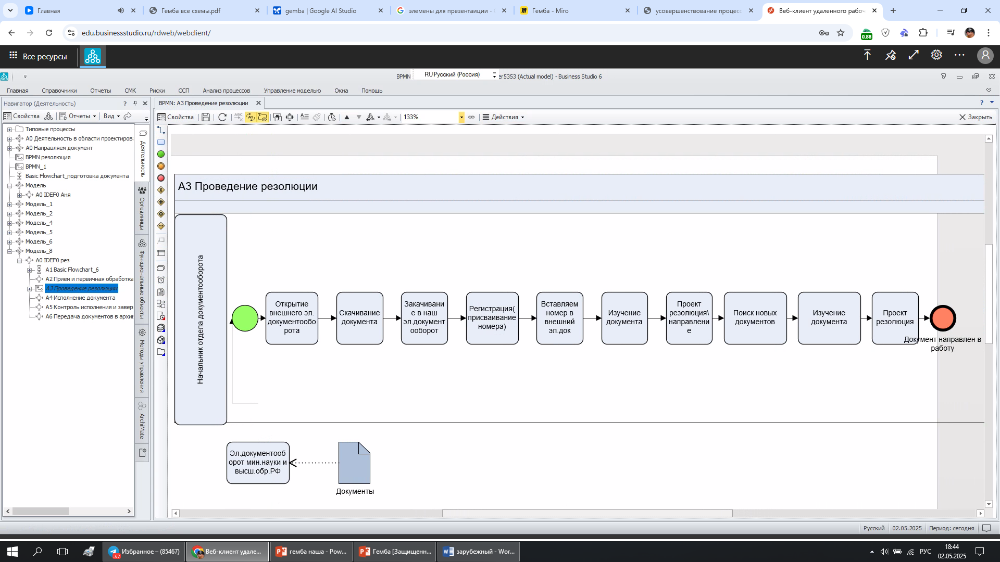 Главная
Гемба все схемы.pdf
gemba | Google AI Studio
элемены для презентаиции -
Гемба - Miro
усовершенствование процес
Веб-клиент удаленного рабоч
edu.businessstudio.ru/rdweb/webclient/
0.88
Все ресурсы
BPMN
RU Русский (Россия)
er5353 (Actual model) - Business Studio 6
Главная Справочники Отчеты СМК Риски ССП Анализ процессов Управление моделью Окна Помощь
Навигатор (Деятельность)
BPMN: A3 Проведение резолюции
Свойства Отчеты Вид
Свойства ABC 133% Действия Закрыть
Типовые процессы
A0 Деятельность в области проектирова
A0 Направляем документ
BPMN резолюция
BPMN_1
Basic Flowchart_подготовка документа
Модель
A0 IDEF0 Аня
Модель_1
Модель_2
Модель_4
Модель_5
Модель_6
Модель_8
A0 IDEF0 рез
A1 Basic Flowchart_6
A2 Прием и первичная обработка
A3 Проведение резолюции
A4 Исполнение документа
A5 Контроль исполнения и завер
A6 Передача документов в архив
Деятельность
Оргединицы
Функциональные объекты
Методы управления
ArchiMate
A3 Проведение резолюции
Начальник отдела документооборота
Открытие
внешнего эл.
документообо
рота
Скачивание
документа
Закачивани
е в наш
эл.документ
ооборот
Регистрация(
присваивание
номера)
Вставляем
номер в
внешний
эл.док
Изучение
документа
Проект
резолюция\
направлени
е
Поиск новых
документов
Изучение
документа
Проект
резолюция
Документ направлен в
работу
Эл.документооб
орот мин.науки и
высш.обр.РФ
Документы
Русский 02.05.2025 Период: сегодня
Избранное – (85467)
.67
Веб-клиент удале...
гемба наша - Pow...
Гемба [Защищенн...
зарубежный - Wor...
РУС
18:44
02.05.2025